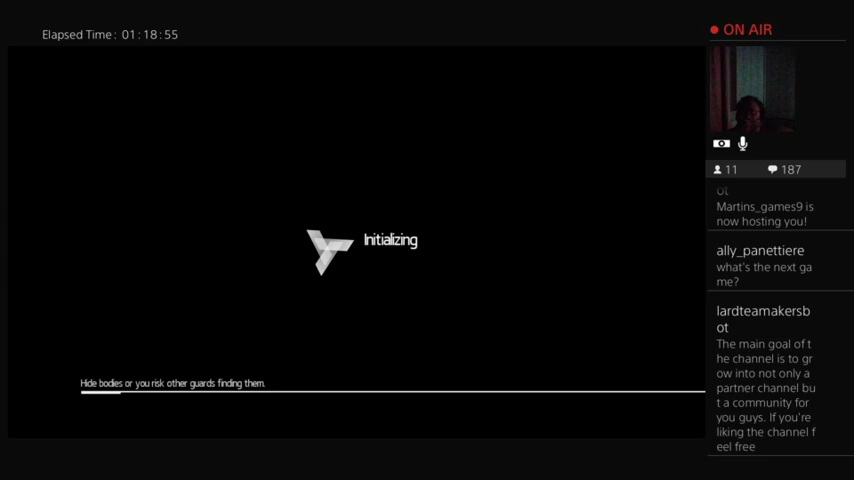 Elapsed Time: 01:18:55
ON AIR
11 187
ot
Martins_games9 is
now hosting you!
ally_panettiere
what's the next ga
me?
lardteamakersb
ot
The main goal of t
he channel is to gr
ow into not only a
partner channel bu
t a community for
you guys. If you're
liking the channel f
eel free
Initializing
Hide bodies or you risk other guards finding them.